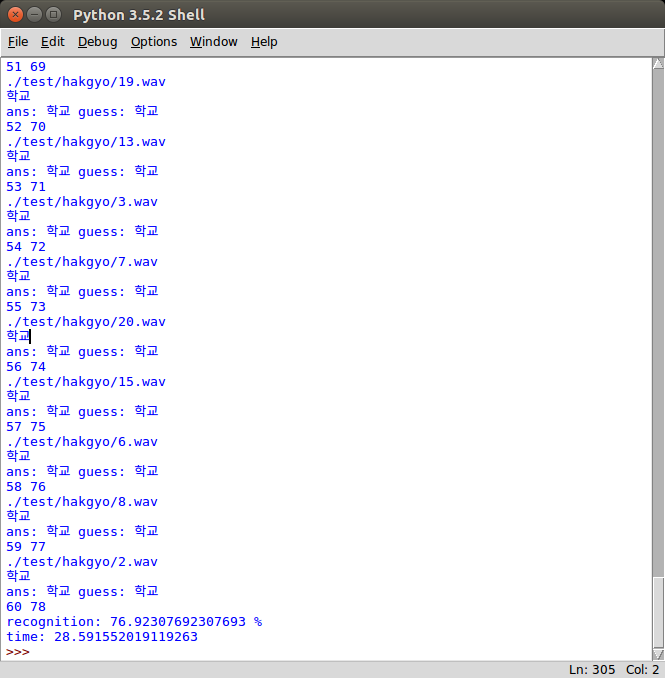 Python 3.5.2 Shell
File Edit Debug Options Window Help
51 69
./test/hakgyo/19.wav
학교
ans: 학교 guess: 학교
52 70
./test/hakgyo/13.wav
학교
ans: 학교 guess: 학교
53 71
./test/hakgyo/3.wav
학교
ans: 학교 guess: 학교
54 72
./test/hakgyo/7.wav
학교
ans: 학교 guess: 학교
55 73
./test/hakgyo/20.wav
학교
ans: 학교 guess: 학교
56 74
./test/hakgyo/15.wav
학교
ans: 학교 guess: 학교
57 75
./test/hakgyo/6.wav
학교
ans: 학교 guess: 학교
58 76
./test/hakgyo/8.wav
학교
ans: 학교 guess: 학교
59 77
./test/hakgyo/2.wav
학교
ans: 학교 guess: 학교
60 78
recognition: 76.92307692307693 %
time: 28.591552019119263
>>>
Ln: 305 Col: 2